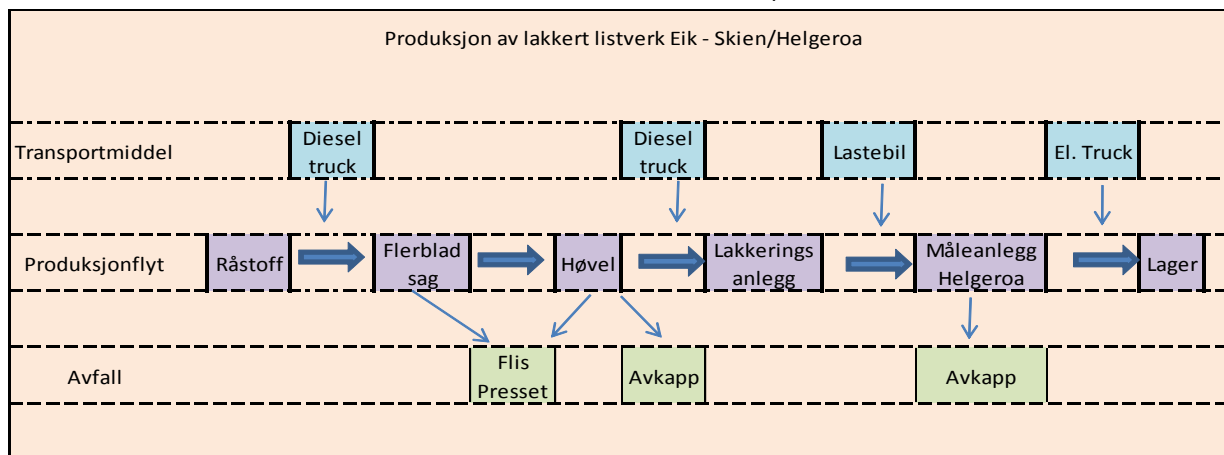 Produksjon av lakkert listverk Eik - Skien/Helgeroa
Transportmiddel
Diesel
truck
Diesel
truck
Lastebil
El. Truck
Produksjonflyt
Råstoff
Flerblad
sag
Høvel
Lakkerings
anlegg
Måleanlegg
Helgeroa
Lager
Avfall
Flis
Presset
Avkapp
Avkapp